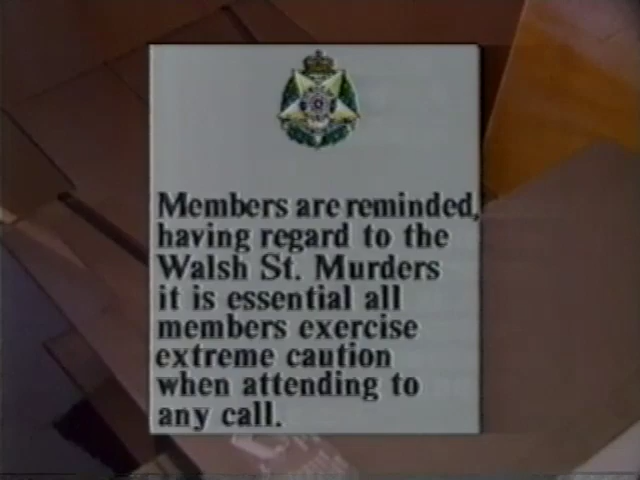 Members are reminded,
having regard to the
Walsh St. Murders
it is essential all
members exercise
extreme caution
when attending to
any call.